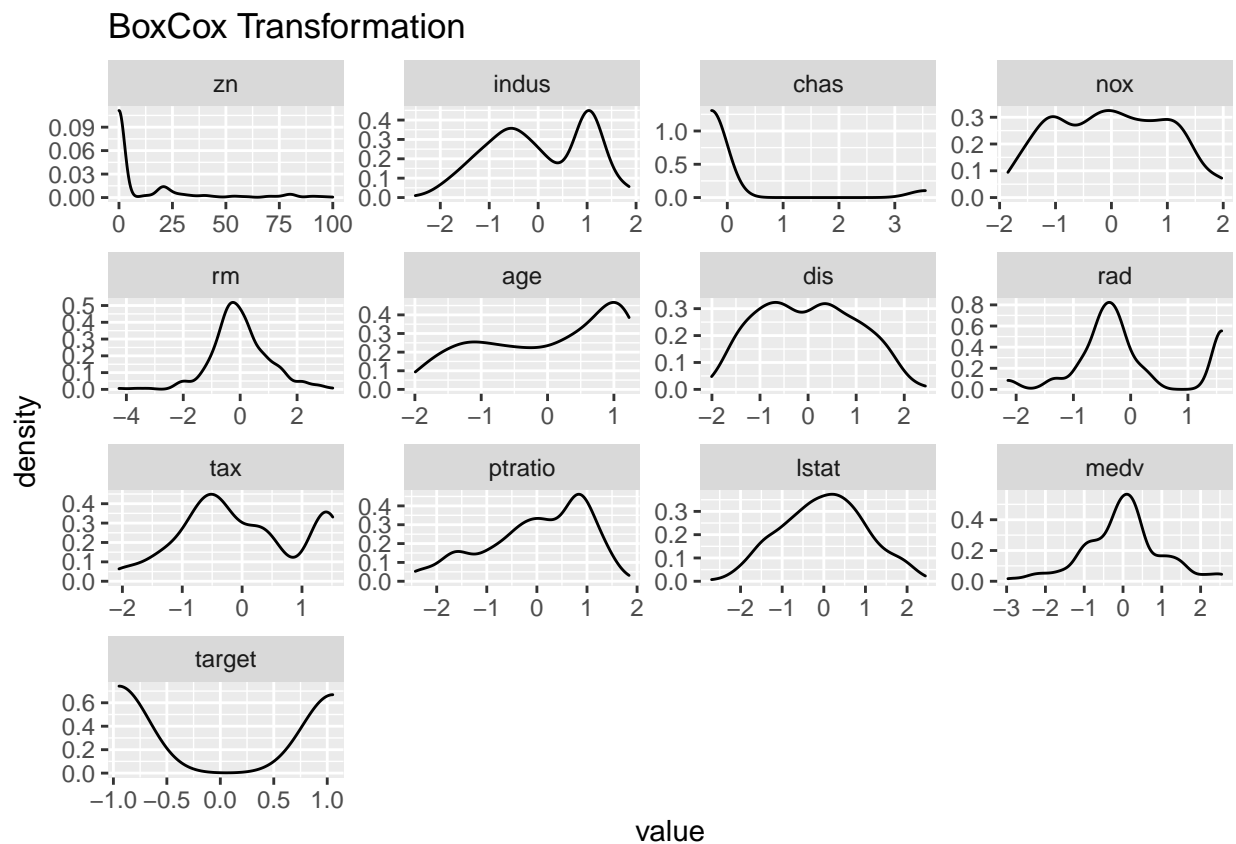 BoxCox Transformation
zn indus chas nox
0.09
0.06
0.03
0.00
0 25 50 75 100
0.4
0.3
0.2
0.1
0.0
−2 −1 0 1 2
1.0
0.5
0.0
0 1 2 3
0.3
0.2
0.1
0.0
−2 −1 0 1 2
rm age dis rad
0.5
0.4
0.3
0.2
0.1
0.0
−4 −2 0 2
0.4
0.3
0.2
0.1
0.0
−2 −1 0 1
0.3
0.2
0.1
0.0
−2 −1 0 1 2
0.8
0.6
0.4
0.2
0.0
−2 −1 0 1
tax ptratio lstat medv
0.4
0.3
0.2
0.1
0.0
−2 −1 0 1
0.4
0.3
0.2
0.1
0.0
−2 −1 0 1 2
0.3
0.2
0.1
0.0
−2 −1 0 1 2
0.4
0.2
0.0
−3 −2 −1 0 1 2
target
0.6
0.4
0.2
0.0
−1.0 −0.5 0.0 0.5 1.0
density
value